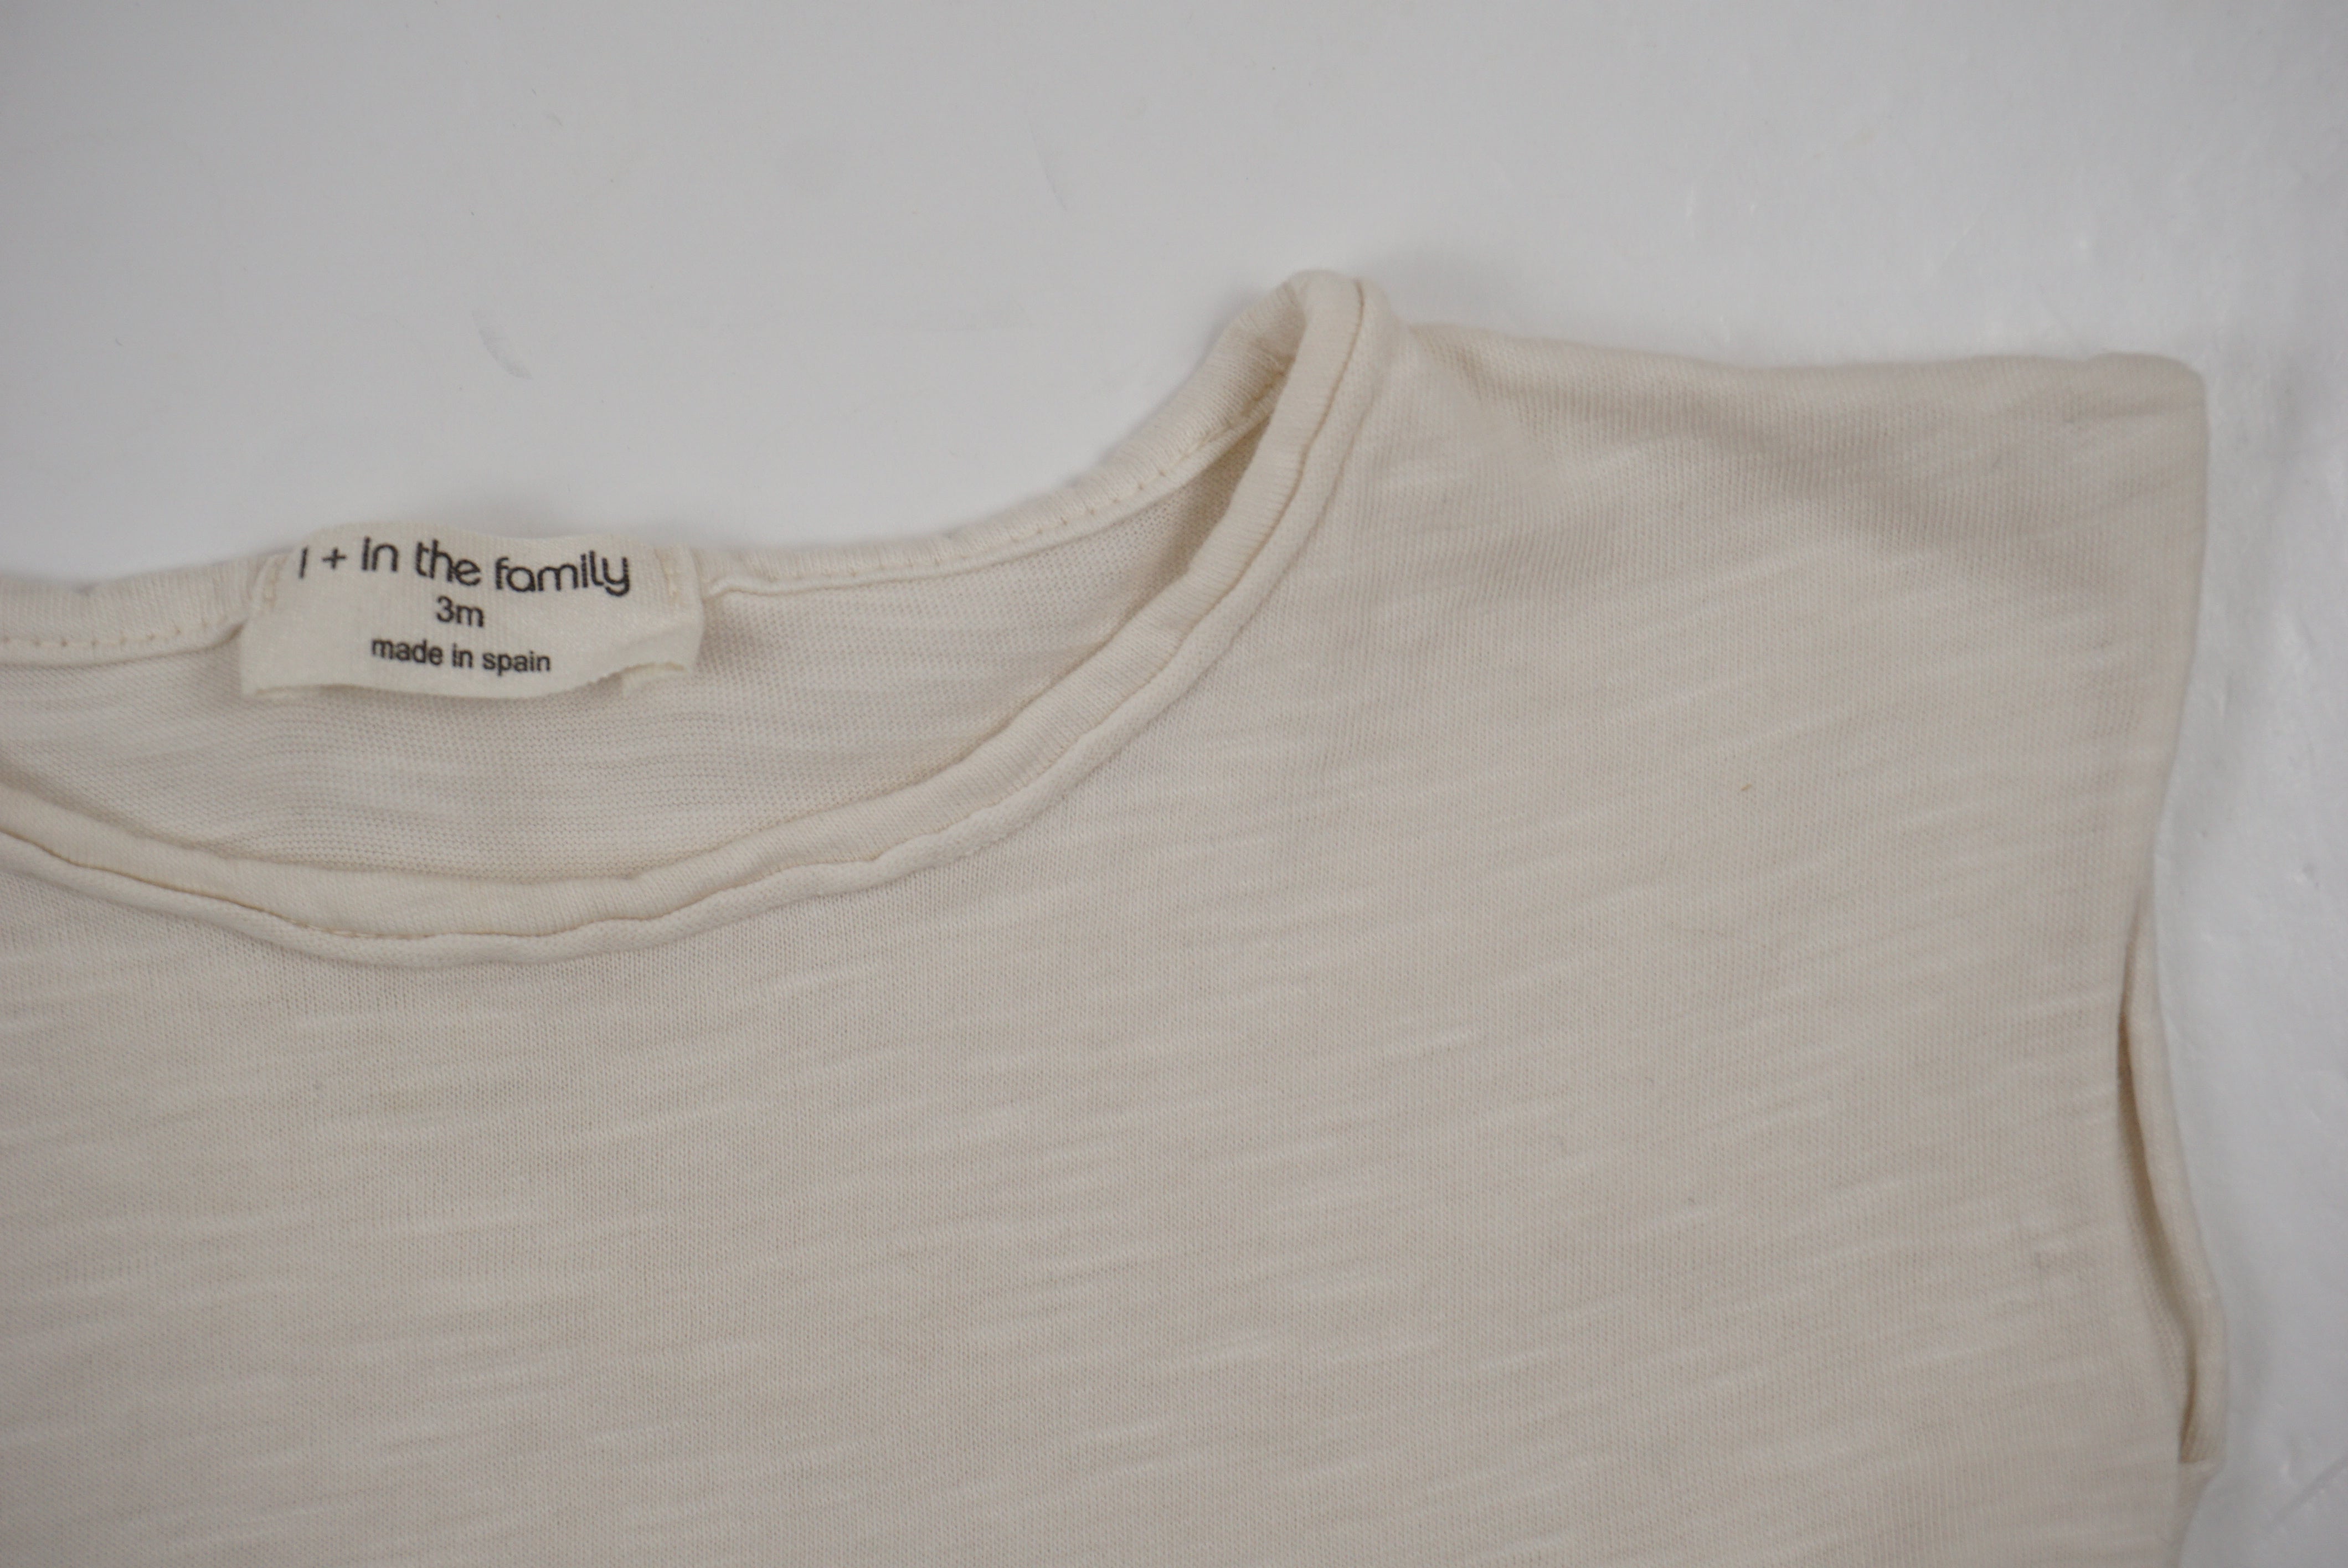 1 + in the family
3m
made in spain